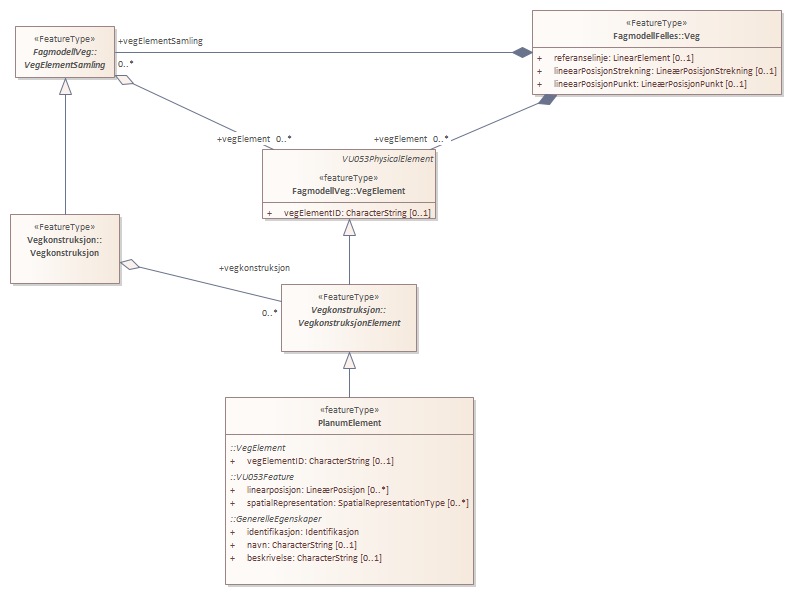 «FeatureType»
FagmodellVeg::
VegElementSamling
+vegElementSamling
0..*
«FeatureType»
FagmodellFelles::Veg
+ referanselinje: LinearElement [0..1]
+ lineearPosisjonStrekning: LineærPosisjonStrekning [0..1]
+ lineeærPosisjonPunkt: LineærPosisjonPunkt [0..1]
+vegElement 0..*
+vegElement 0..*
VU053PhysicalElement
«featureType»
FagmodellVeg::VegElement
+ vegElementID: CharacterString [0..1]
«FeatureType»
Vegkonstruksjon::
Vegkonstruksjon
+vegkonstruksjon
0..*
«FeatureType»
Vegkonstruksjon::
VegkonstruksjonElement
«featureType»
PlanumElement
::VegElement
+ vegElementID: CharacterString [0..1]
::VU053Feature
+ linearposisjon: LineærPosisjon [0..*]
+ spatialRepresentation: SpatialRepresentationType [0..*]
::GenerelleEgenskaper
+ identifikasjon: Identifikasjon
+ navn: CharacterString [0..1]
+ beskrivelse: CharacterString [0..1]